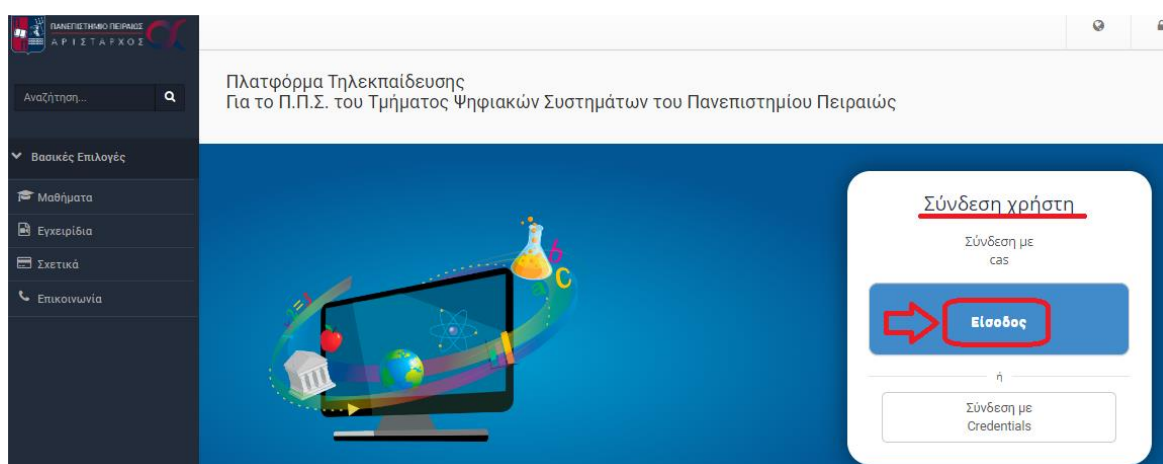 ΠΑΝΕΠΙΣΤΗΜΙΟ ΠΕΙΡΑΙΩΣ
ΑΡΙΣΤΑΡΧΟΣ
Αναζήτηση...
Πλατφόρμα Τηλεκπαίδευσης
Για το Π.Π.Σ. του Τμήματος Ψηφιακών Συστημάτων του Πανεπιστημίου Πειραιώς
Βασικές Επιλογές
Μαθήματα
Εγχειρίδια
Σχετικά
Επικοινωνία
b
C
a
n=1
Σύνδεση χρήστη
Σύνδεση με
cas
Είσοδος
ή
Σύνδεση με
Credentials